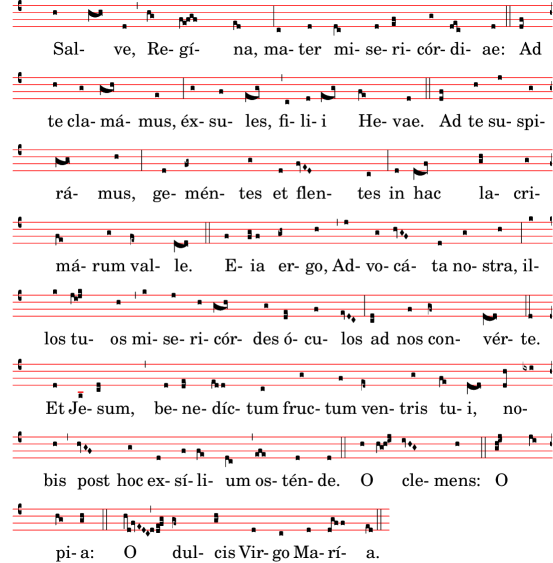 Sal- ve, Re- gí- na, ma- ter mi- se- ri- cór- di- ae: Ad
te cla- má- mus, éx- su- les, fi- li- i He- vae. Ad te su- spi-
rá- mus, ge- mén- tes et flen- tes in hac la- cri-
má- rum val- le. E- ia er- go, Ad- vo- cá- ta no- stra, il-
los tu- os mi- se- ri- cór- des ó- cu- los ad nos con- vér- te.
Et Je- sum, be- ne- díc- tum fruc- tum ven- tris tu- i, no-
bis post hoc ex- sí- li- um os- tén- de. O cle- mens: O
pi- a: O dul- cis Vir- go Ma- rí- a.